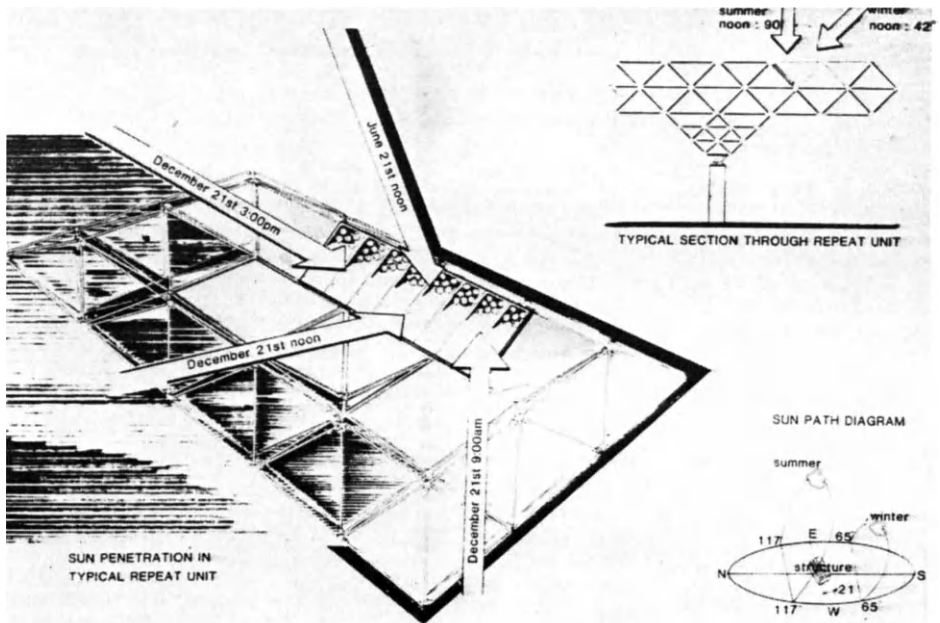 summer
noon : 90°
winter
noon : 42°
TYPICAL SECTION THROUGH REPEAT UNIT
June 21st noon
December 21st 3:00pm
December 21st noon
December 21st 9:00am
SUN PENETRATION IN
TYPICAL REPEAT UNIT
SUN PATH DIAGRAM
summer
winter
117
E
65
N
structure
S
21
117
W
65